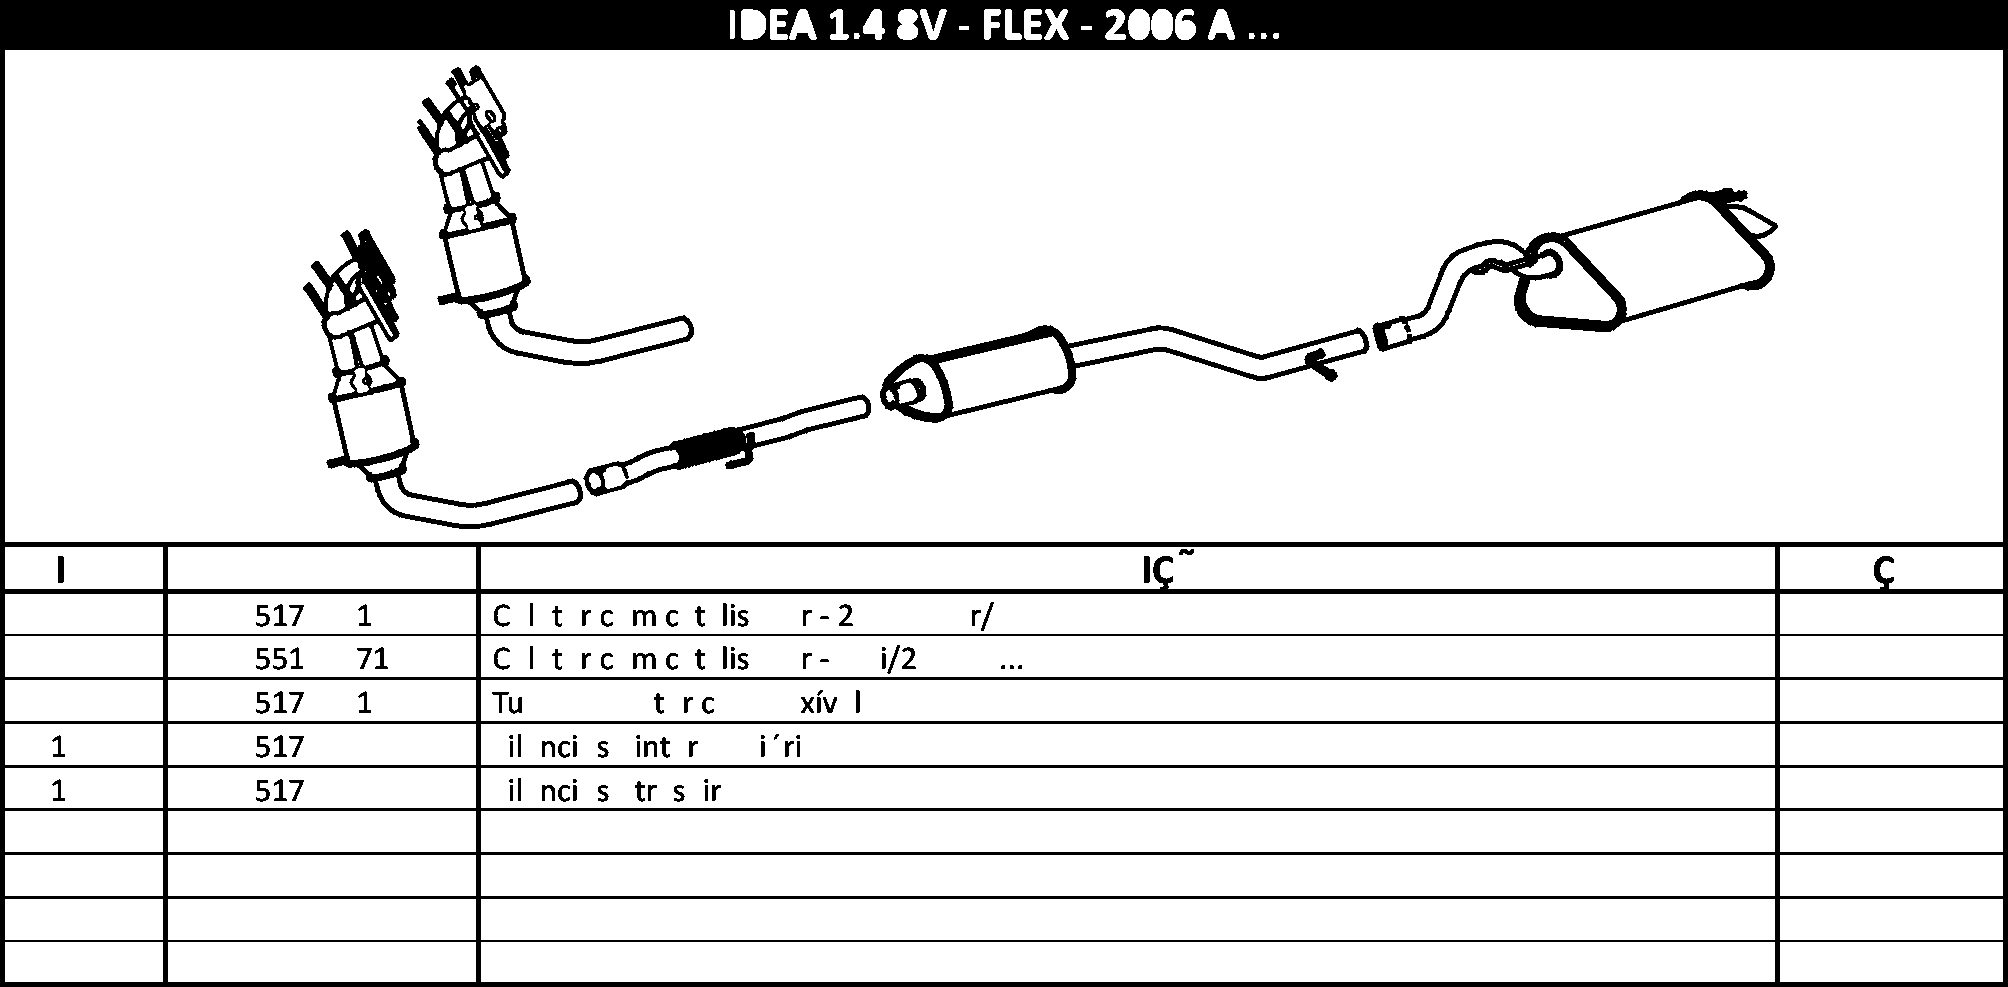 IDEA 1.4 8V - FLEX - 2006 A ...
I IÇ˜ Ç
517 1 C l t r c m c t lis r - 2 r/
551 71 C l t r c m c t lis r - i/2 ...
517 1 Tu t r c xív l
1 517 il nci s int r i´ri
1 517 il nci s tr s ir